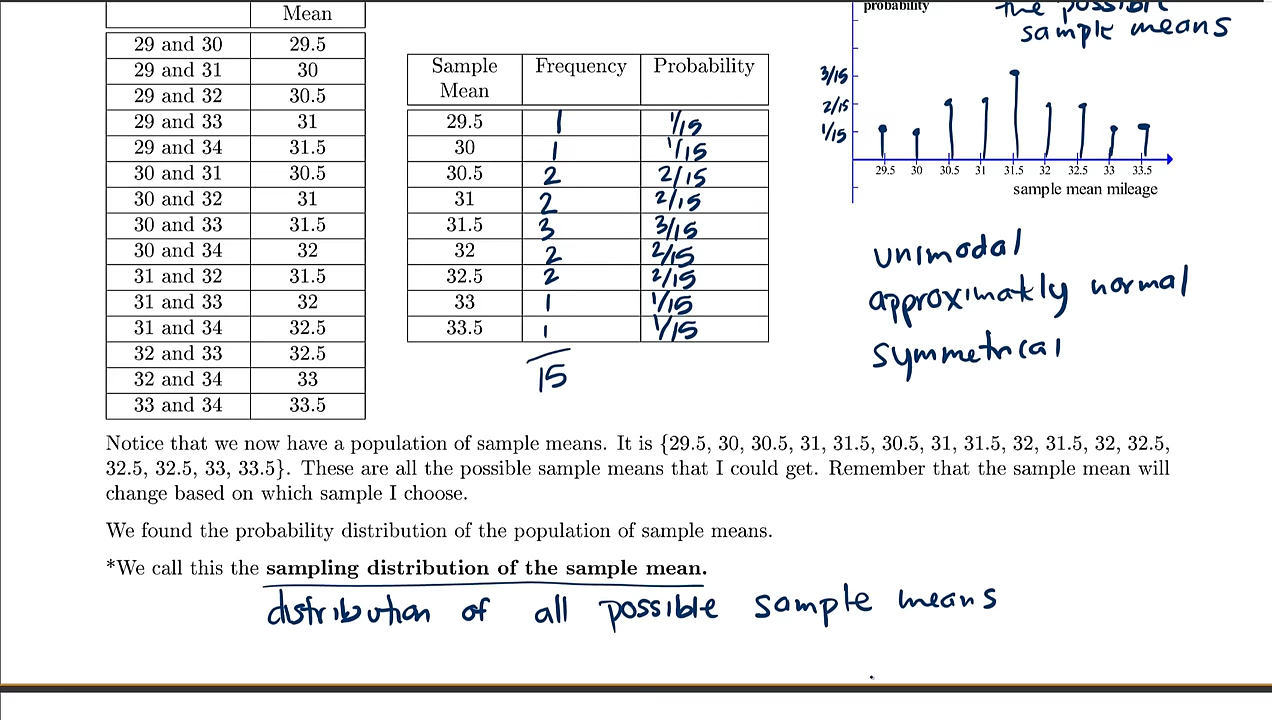 Mean
29 and 30 29.5
29 and 31 30
29 and 32 30.5
29 and 33 31
29 and 34 31.5
30 and 31 30.5
30 and 32 31
30 and 33 31.5
30 and 34 32
31 and 32 31.5
31 and 33 32
31 and 34 32.5
32 and 33 32.5
32 and 34 33
33 and 34 33.5
Sample Mean Frequency Probability
29.5 1 1/15
30 1 1/15
30.5 2 2/15
31 2 2/15
31.5 3 3/15
32 2 2/15
32.5 2 2/15
33 1 1/15
33.5 1 1/15
15
probability
the possible
sample means
3/15
2/15
1/15
29.5 30 30.5 31 31.5 32 32.5 33 33.5
sample mean mileage
unimodal
approximately normal
symmetrical
Notice that we now have a population of sample means. It is {29.5, 30, 30.5, 31, 31.5, 30.5, 31, 31.5, 32, 31.5, 32, 32.5,
32.5, 32.5, 33, 33.5}. These are all the possible sample means that I could get. Remember that the sample mean will
change based on which sample I choose.
We found the probability distribution of the population of sample means.
*We call this the sampling distribution of the sample mean.
distribution of all possible sample means